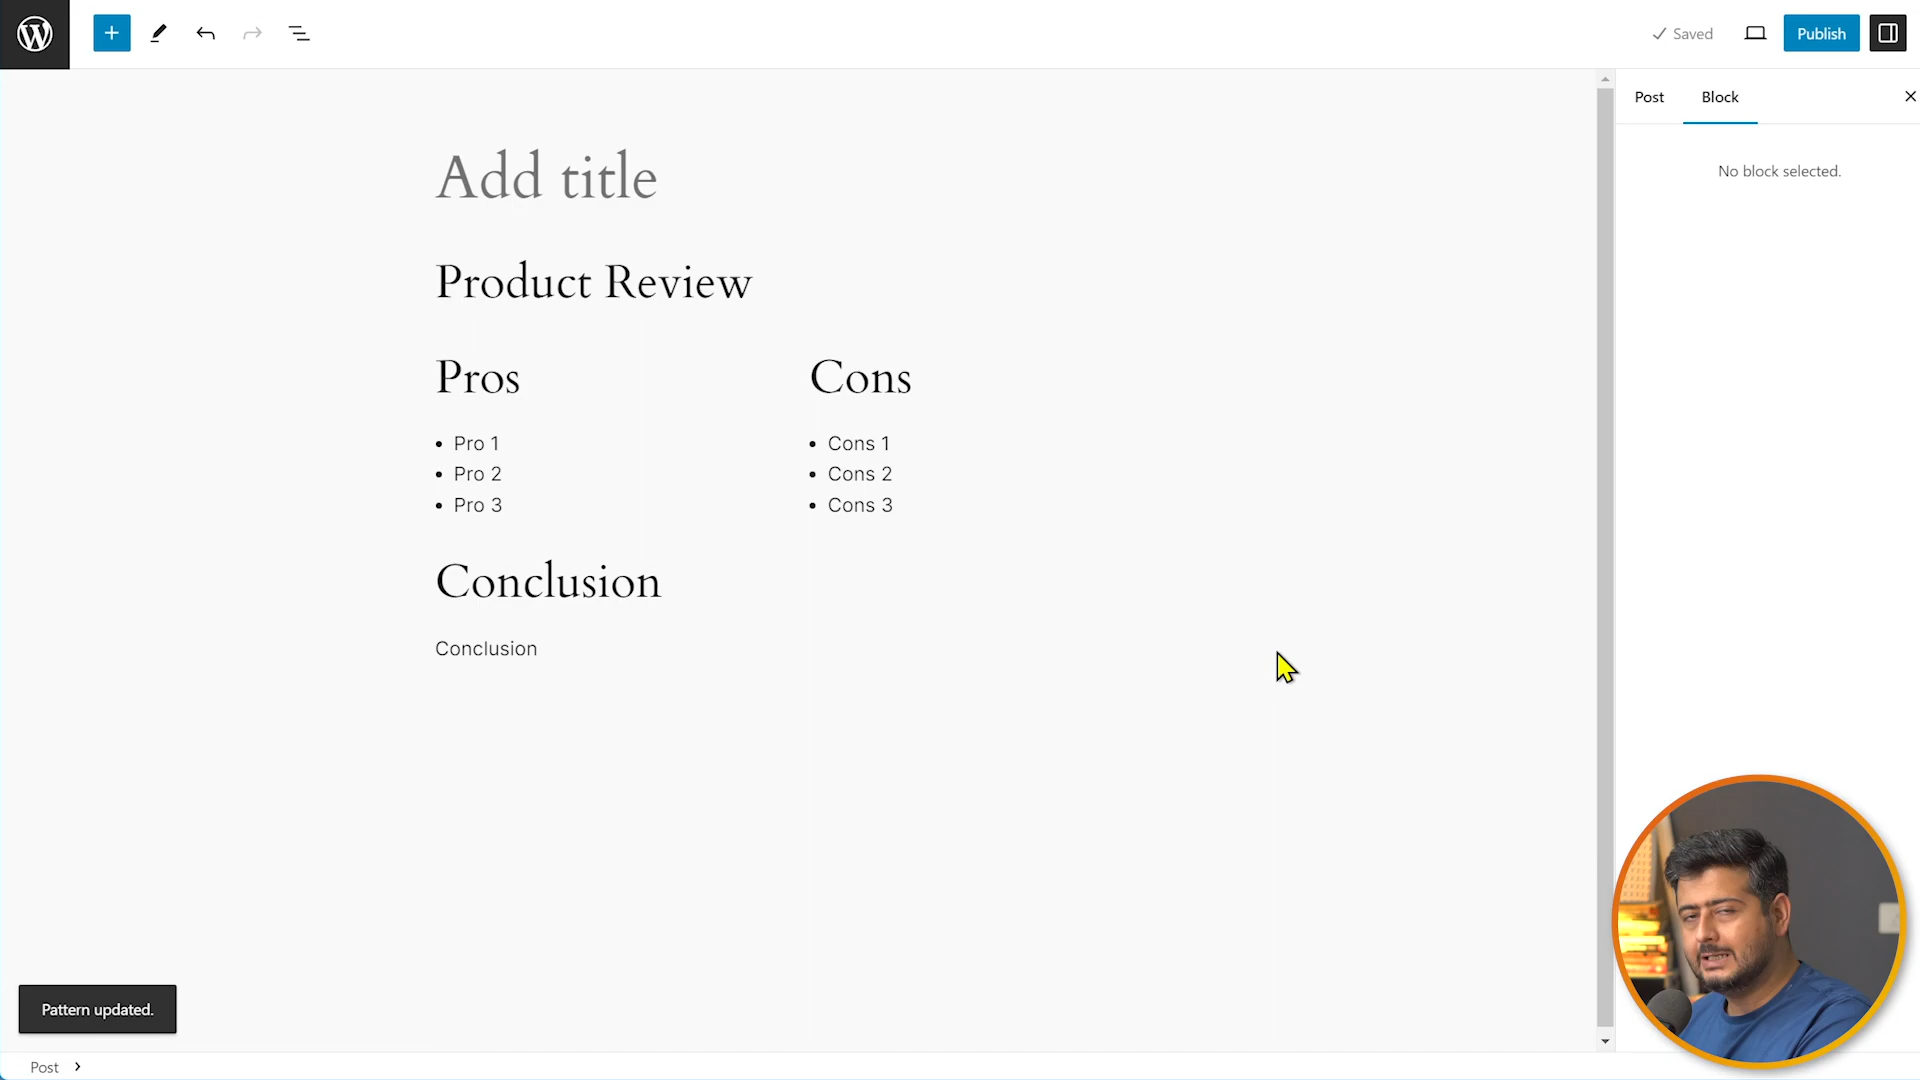 Saved
Publish
Post
Block
No block selected.
Add title
Product Review
Pros
Cons
Pro 1
Pro 2
Pro 3
Cons 1
Cons 2
Cons 3
Conclusion
Conclusion
Pattern updated.
Post